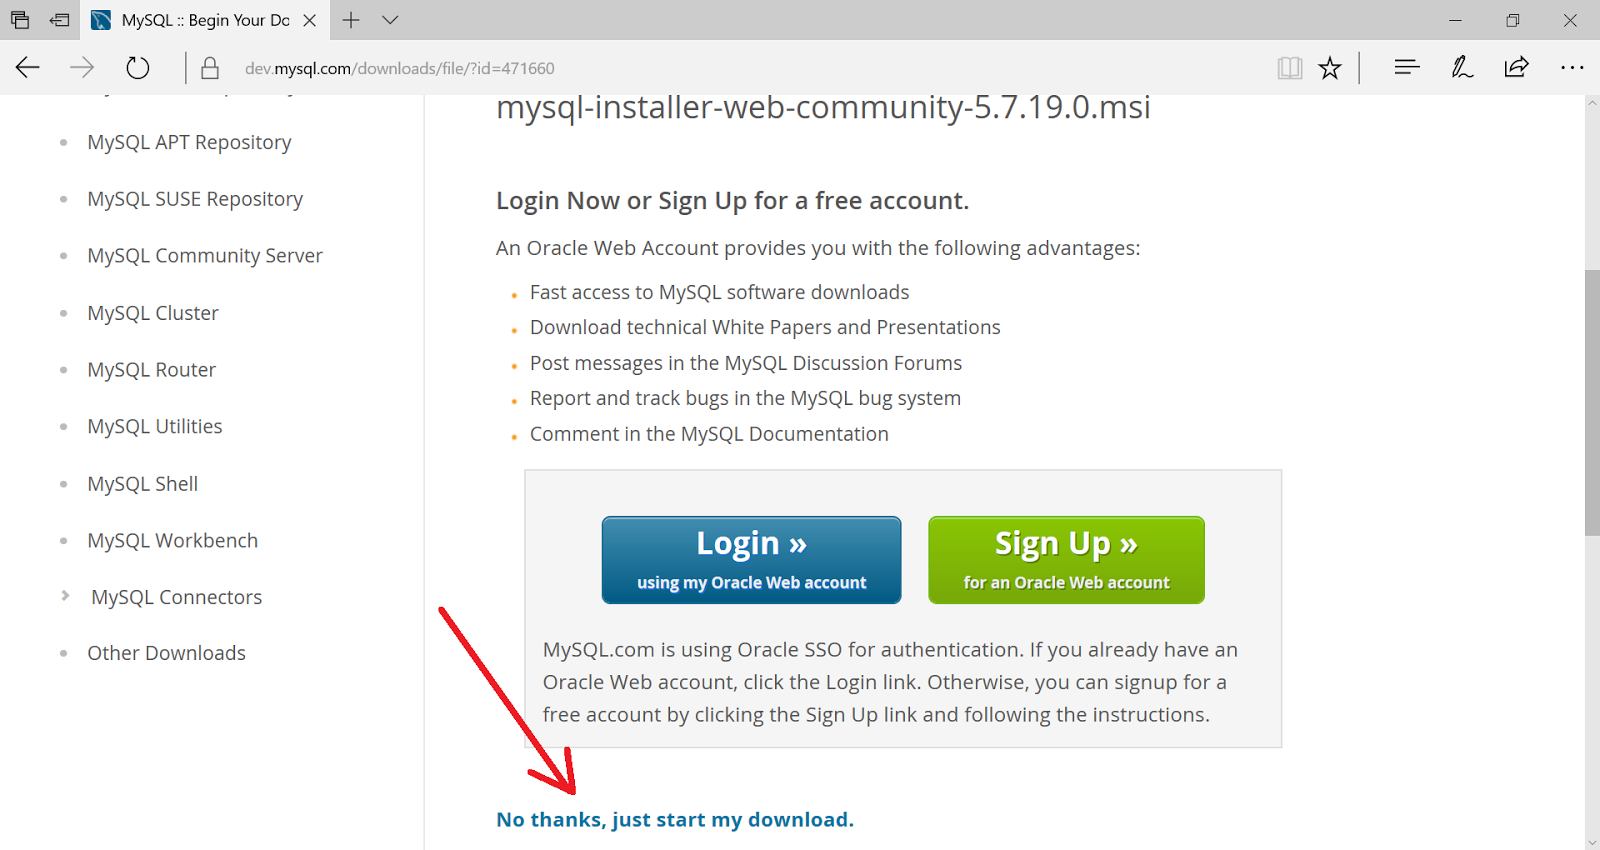 MySQL :: Begin Your Do
dev.mysql.com/downloads/file/?id=471660
MySQL APT Repository
MySQL SUSE Repository
MySQL Community Server
MySQL Cluster
MySQL Router
MySQL Utilities
MySQL Shell
MySQL Workbench
MySQL Connectors
Other Downloads
mysql-installer-web-community-5.7.19.0.msi
Login Now or Sign Up for a free account.
An Oracle Web Account provides you with the following advantages:
Fast access to MySQL software downloads
Download technical White Papers and Presentations
Post messages in the MySQL Discussion Forums
Report and track bugs in the MySQL bug system
Comment in the MySQL Documentation
Login »
using my Oracle Web account
Sign Up »
for an Oracle Web account
MySQL.com is using Oracle SSO for authentication. If you already have an
Oracle Web account, click the Login link. Otherwise, you can signup for a
free account by clicking the Sign Up link and following the instructions.
No thanks, just start my download.